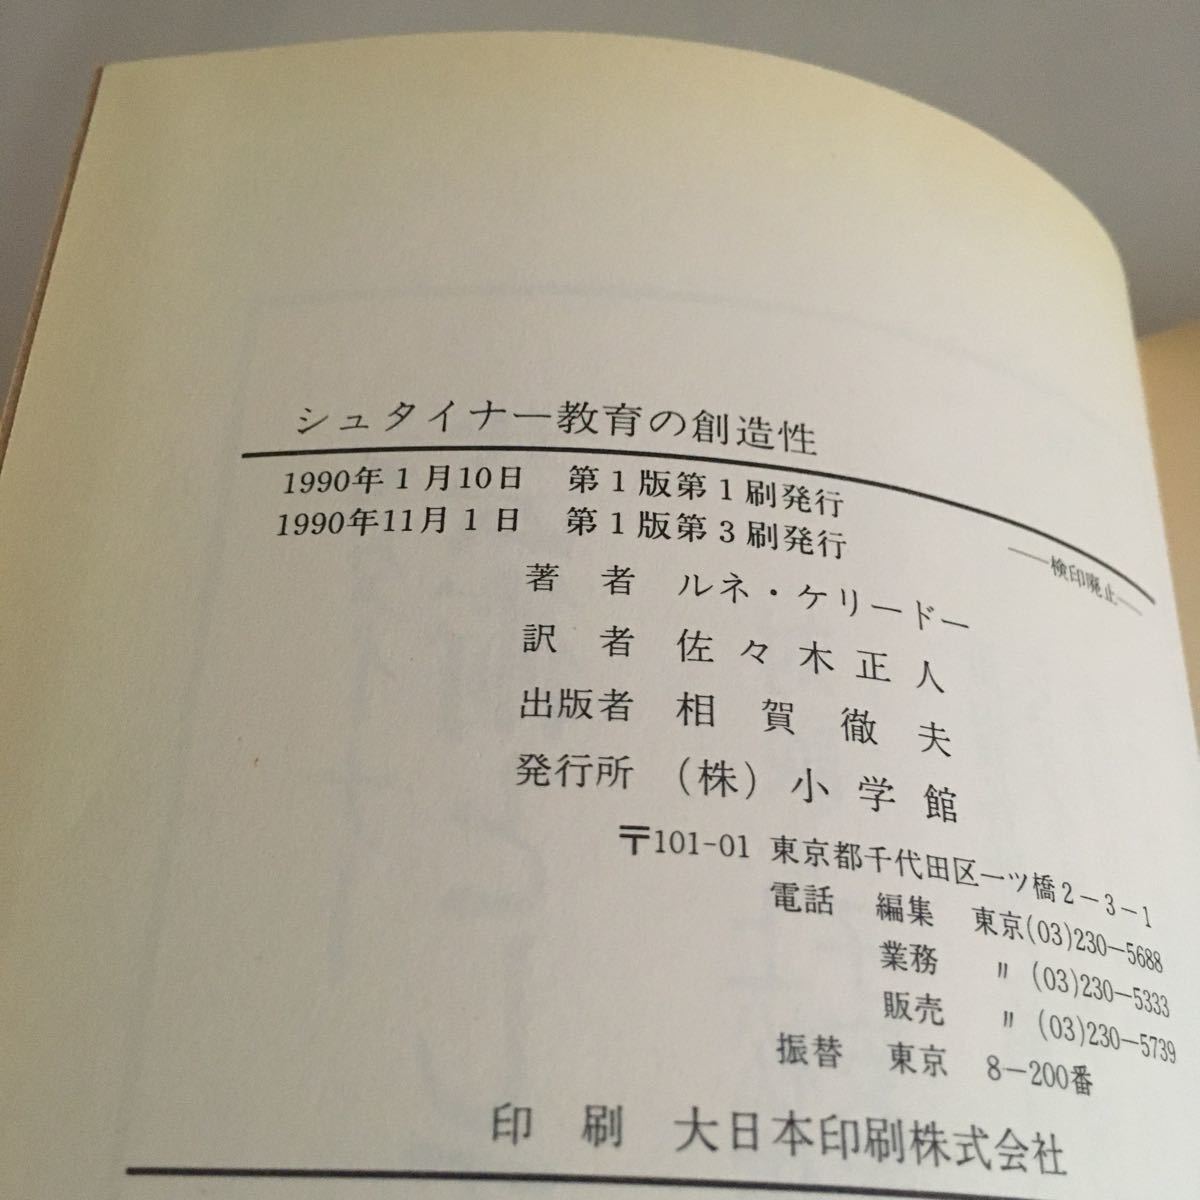 シュタイナー教育の創造性
1990年1月10日　第1版第1刷発行
1990年11月1日　第1版第3刷発行
——検印廃止—
著　者　ルネ・ケリードー
訳　者　佐々木正人
出版者　相賀徹夫
発行所　(株)小学館
〒101-01 東京都千代田区一ツ橋2-3-1
電話　編集　東京(03)230-5688
業務　〃 (03)230-5333
販売　〃 (03)230-5739
振替　東京　8-200番
印　刷　大日本印刷株式会社